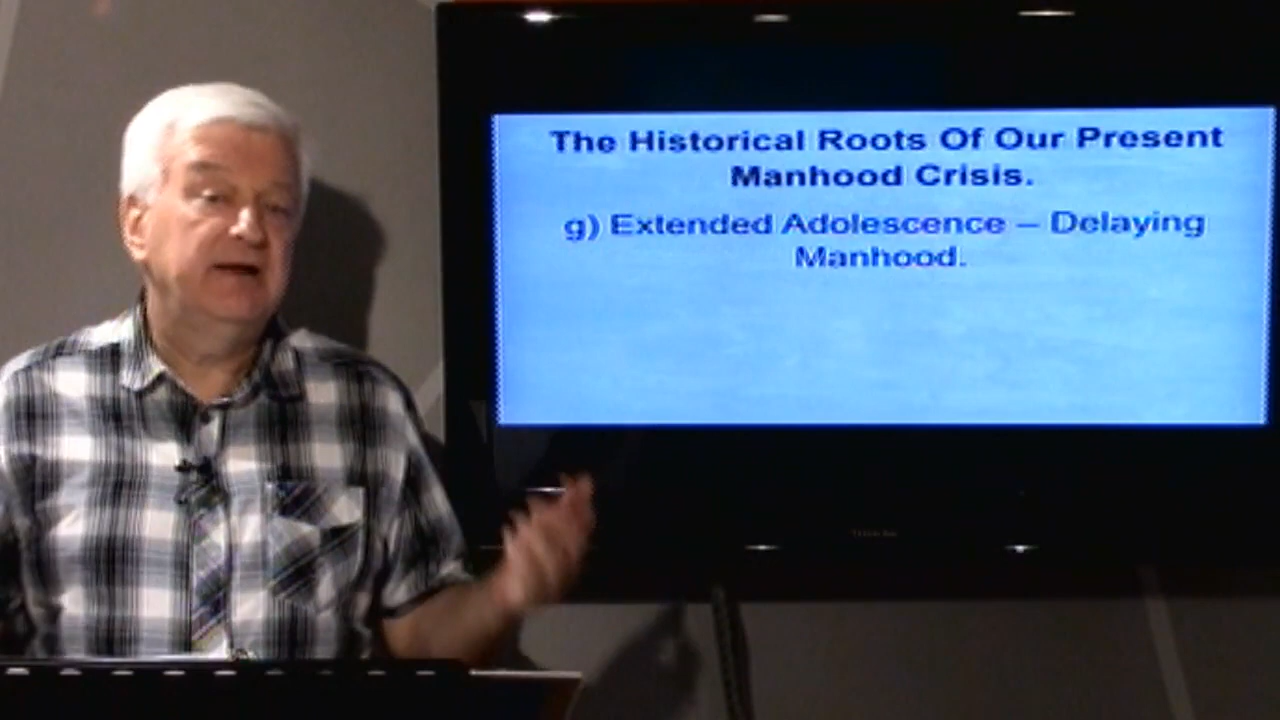 The Historical Roots Of Our Present
Manhood Crisis.
g) Extended Adolescence – Delaying
Manhood.